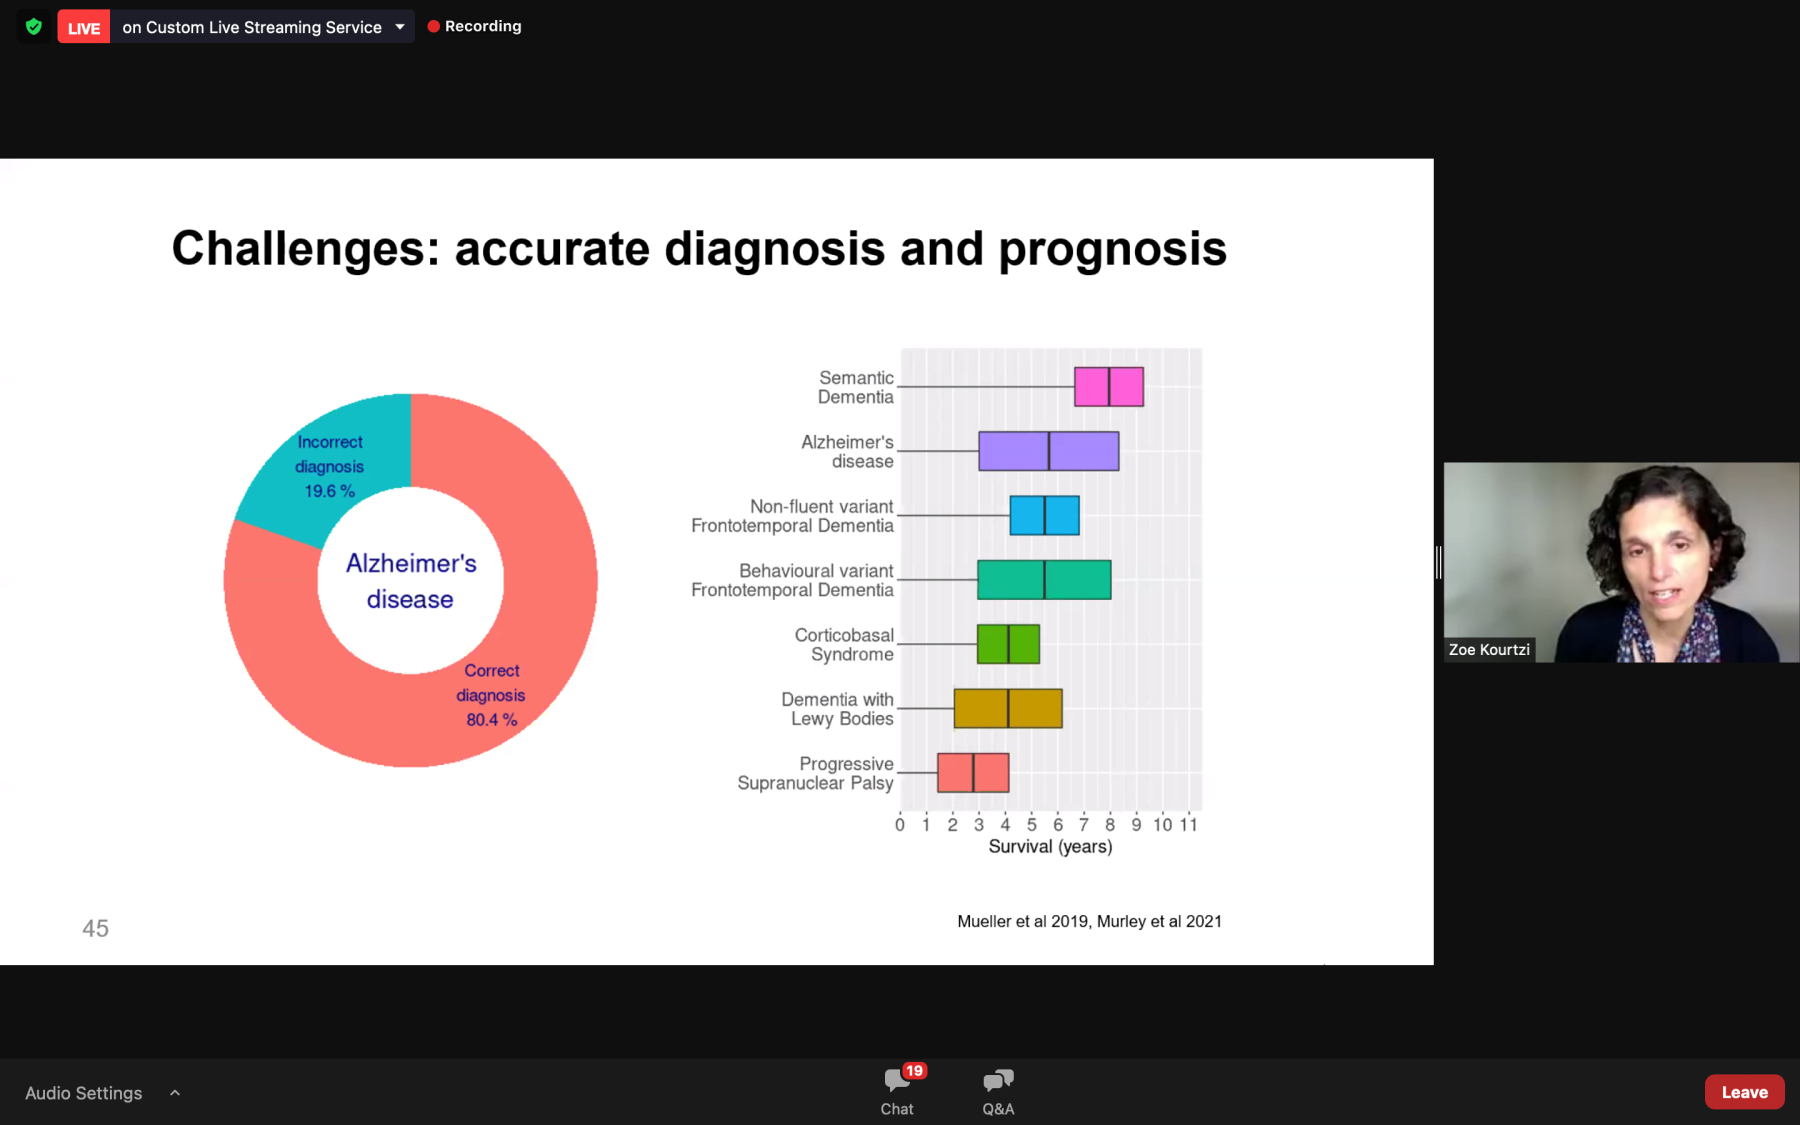 LIVE on Custom Live Streaming Service Recording
Challenges: accurate diagnosis and prognosis
Incorrect
diagnosis
19.6 %
Alzheimer's
disease
Correct
diagnosis
80.4 %
Semantic
Dementia
Alzheimer's
disease
Non-fluent variant
Frontotemporal Dementia
Behavioural variant
Frontotemporal Dementia
Corticobasal
Syndrome
Dementia with
Lewy Bodies
Progressive
Supranuclear Palsy
0 1 2 3 4 5 6 7 8 9 10 11
Survival (years)
Mueller et al 2019, Murley et al 2021
45
Zoe Kourtzi
Audio Settings
19
Chat
Q&A
Leave